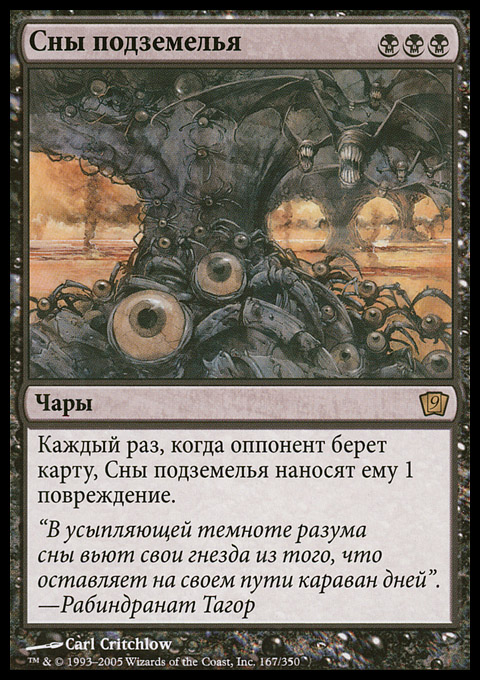 Сны подземелья
Чары
9
Каждый раз, когда оппонент берет
карту, Сны подземелья наносят ему 1
повреждение.
“В усыпляющей темноте разума
сны вьют свои гнезда из того, что
оставляет на своем пути караван дней”.
—Рабиндранат Тагор
Carl Critchlow
™ & © 1993–2005 Wizards of the Coast, Inc. 167/350